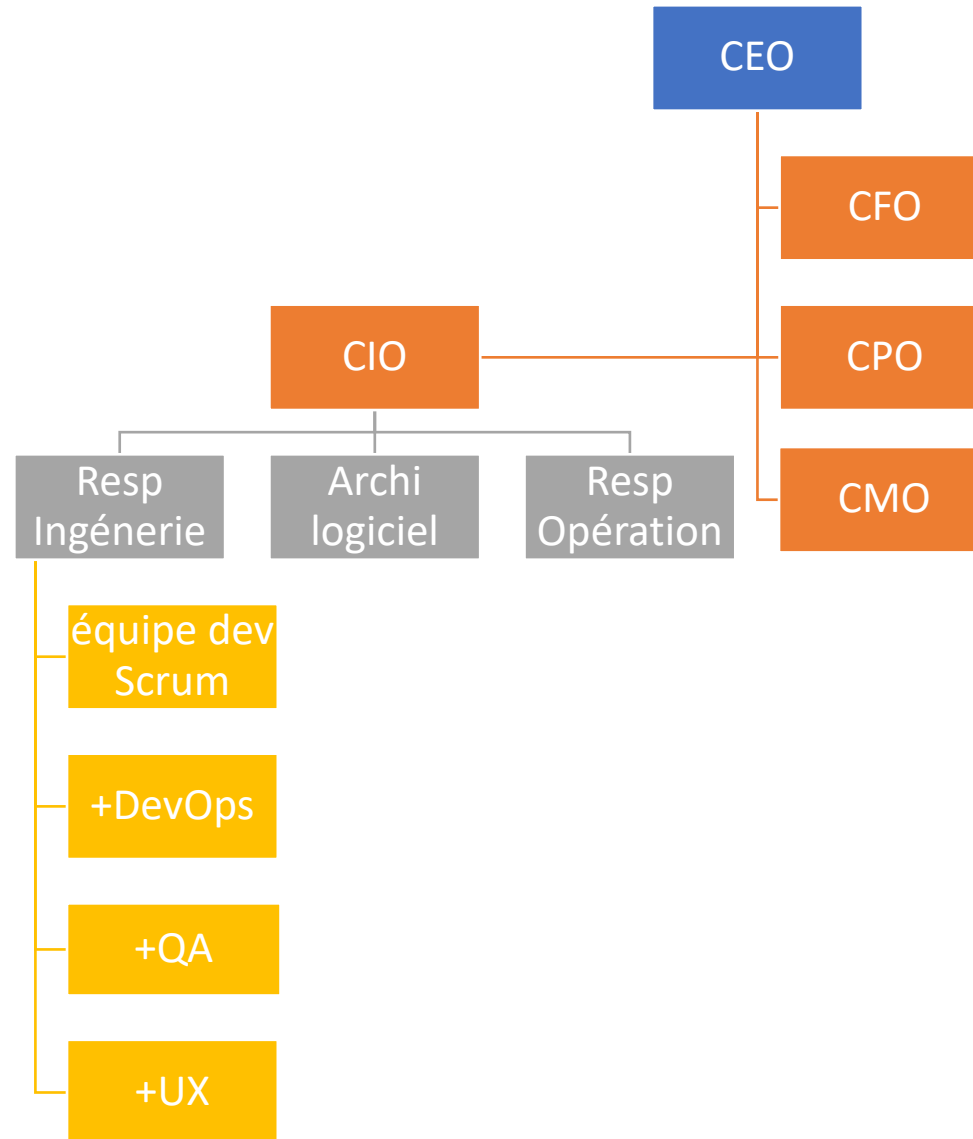 CEO
CFO
CIO
CPO
CMO
Resp
Ingénerie
Archi
logiciel
Resp
Opération
équipe dev
Scrum
+DevOps
+QA
+UX